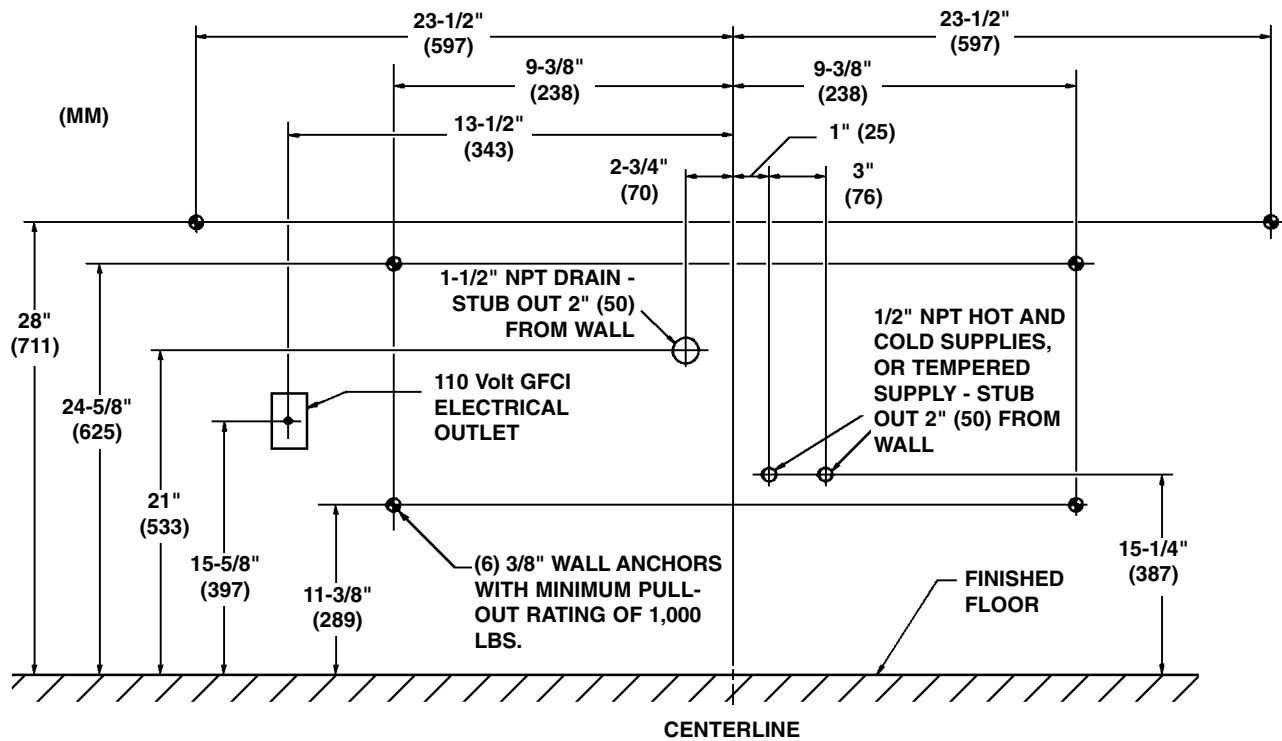 23-1/2"
(597)
23-1/2"
(597)
9-3/8"
(238)
9-3/8"
(238)
(MM)
13-1/2"
(343)
1" (25)
2-3/4"
(70)
3"
(76)
1-1/2" NPT DRAIN -
STUB OUT 2" (50)
FROM WALL
28"
(711)
1/2" NPT HOT AND
COLD SUPPLIES,
OR TEMPERED
SUPPLY - STUB
OUT 2" (50) FROM
WALL
24-5/8"
(625)
110 Volt GFCI
ELECTRICAL
OUTLET
21"
(533)
15-5/8"
(397)
11-3/8"
(289)
(6) 3/8" WALL ANCHORS
WITH MINIMUM PULL-
OUT RATING OF 1,000
LBS.
FINISHED
FLOOR
15-1/4"
(387)
CENTERLINE